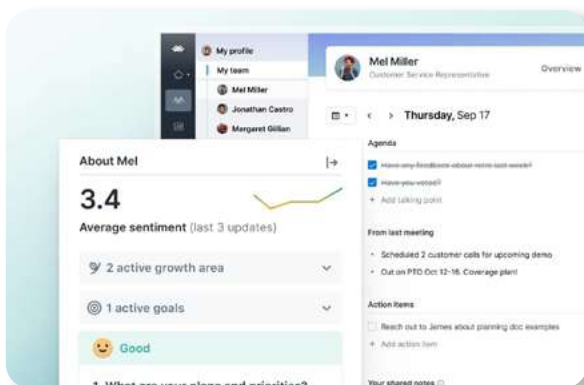 My profile
My team
Mel Miller
Jonathan Castro
Margaret Gillian
Mel Miller
Customer Service Representative
Overview
Thursday, Sep 17
Agenda
Have any feedback about retro last week?
Have you voted?
+ Add talking point
From last meeting
• Scheduled 2 customer calls for upcoming demo
• Out on PTO Oct 12-16. Coverage plan!
Action Items
Reach out to James about planning doc examples
+ Add action item
Your shared notes
About Mel
3.4
Average sentiment (last 3 updates)
2 active growth area
1 active goals
Good
1. What are your plans and priorities?